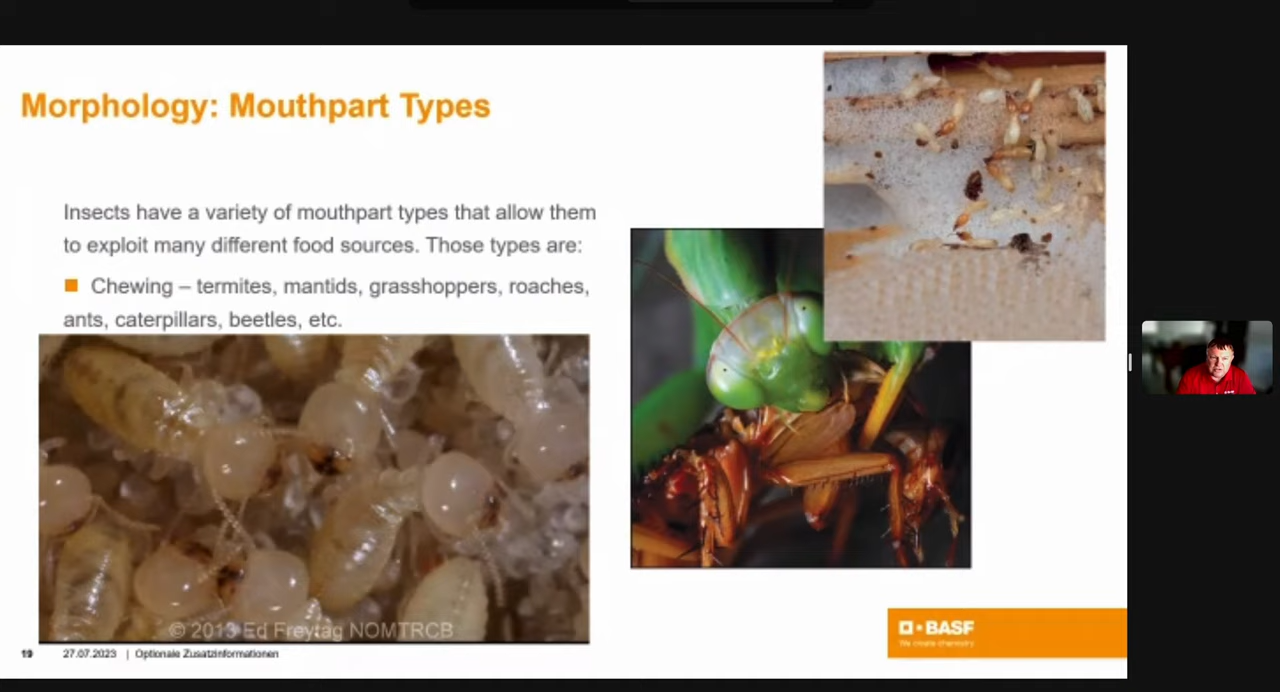 Morphology: Mouthpart Types
Insects have a variety of mouthpart types that allow them
to exploit many different food sources. Those types are:
Chewing – termites, mantids, grasshoppers, roaches,
ants, caterpillars, beetles, etc.
© 2013 Ed Freytag NOMTRCB
19 27.07.2023 | Optionale Zusatzinformationen
BASF
We create chemistry